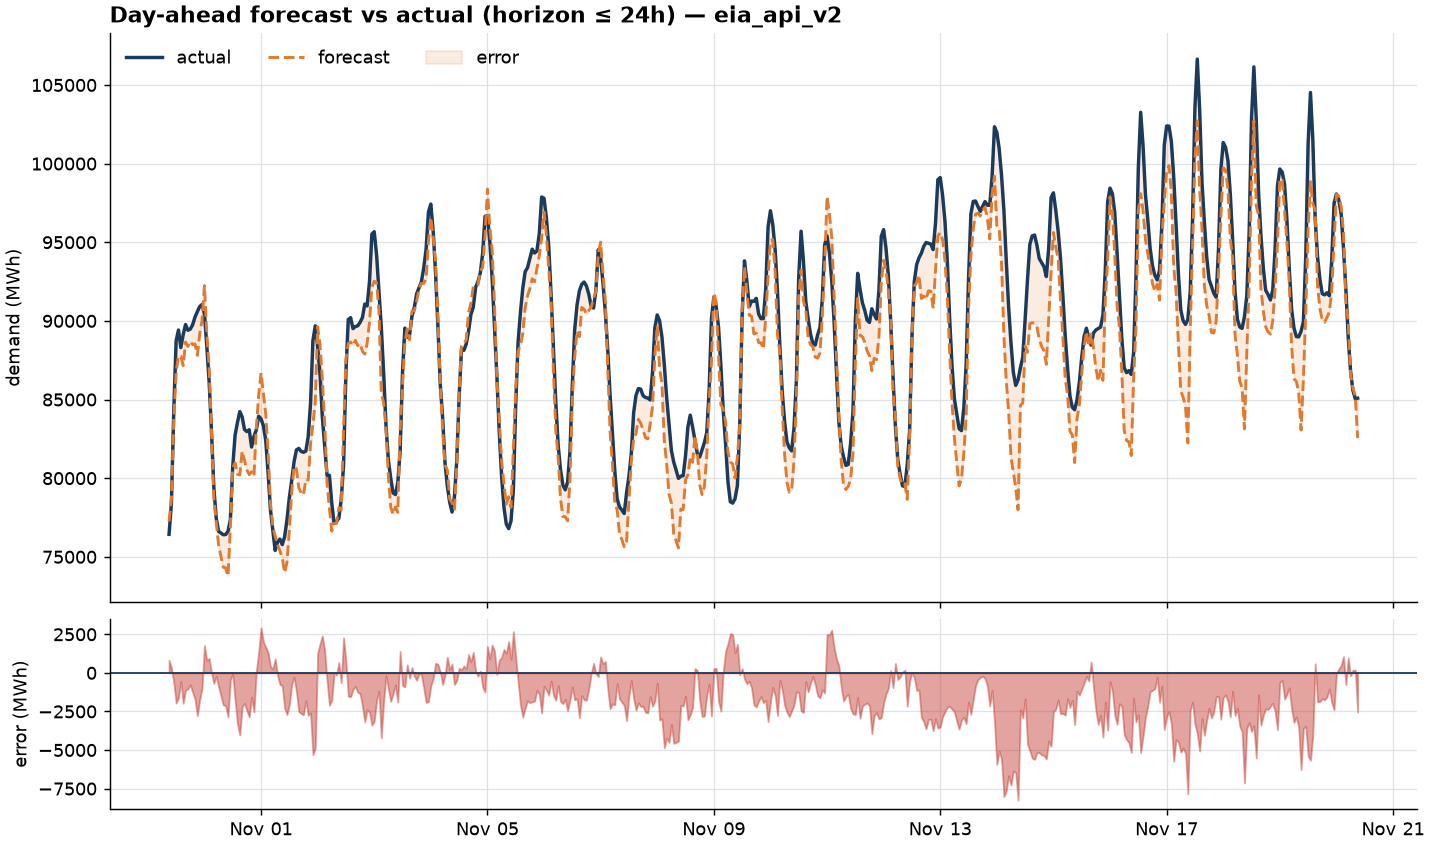 Day-ahead forecast vs actual (horizon ≤ 24h) — eia_api_v2
actual forecast error
demand (MWh)
105000
100000
95000
90000
85000
80000
75000
error (MWh)
2500
0
−2500
−5000
−7500
Nov 01 Nov 05 Nov 09 Nov 13 Nov 17 Nov 21